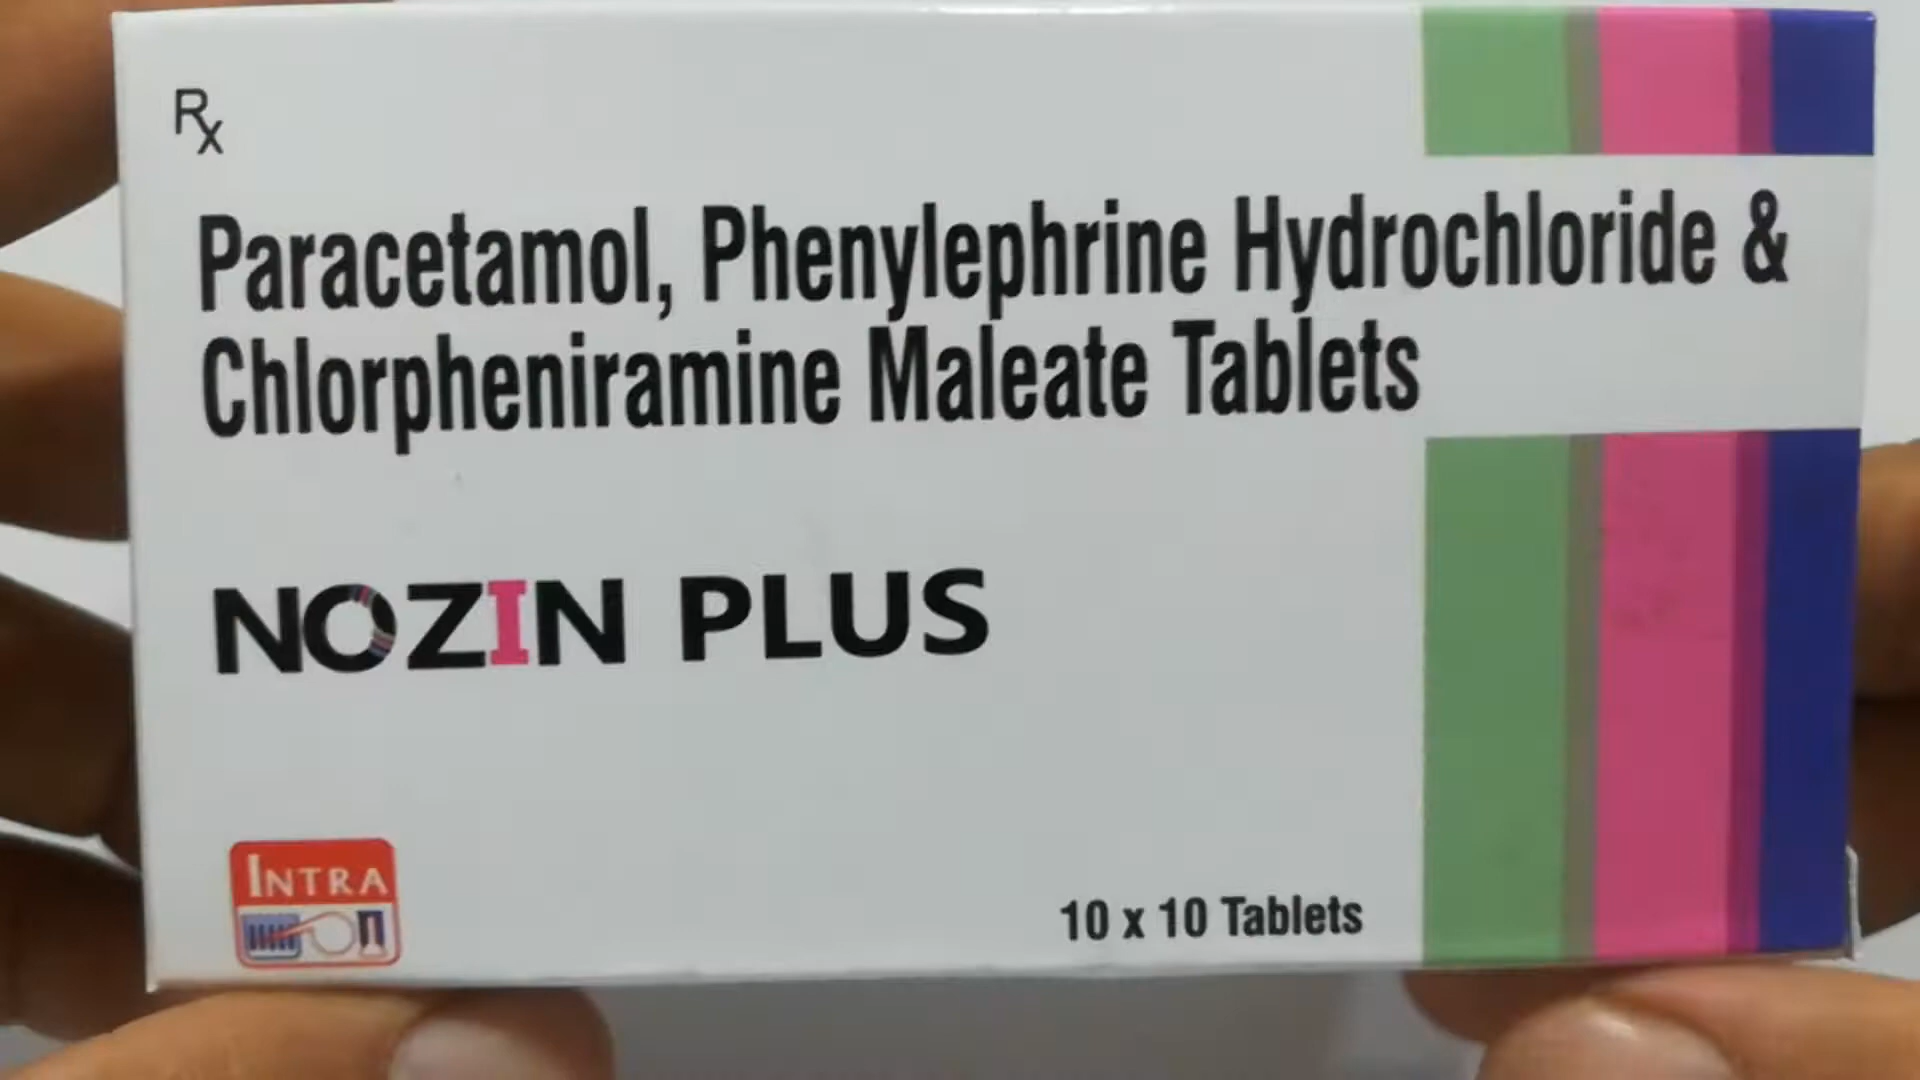 Rx
Paracetamol, Phenylephrine Hydrochloride &
Chlorpheniramine Maleate Tablets
NOZIN PLUS
INTRA
10 x 10 Tablets